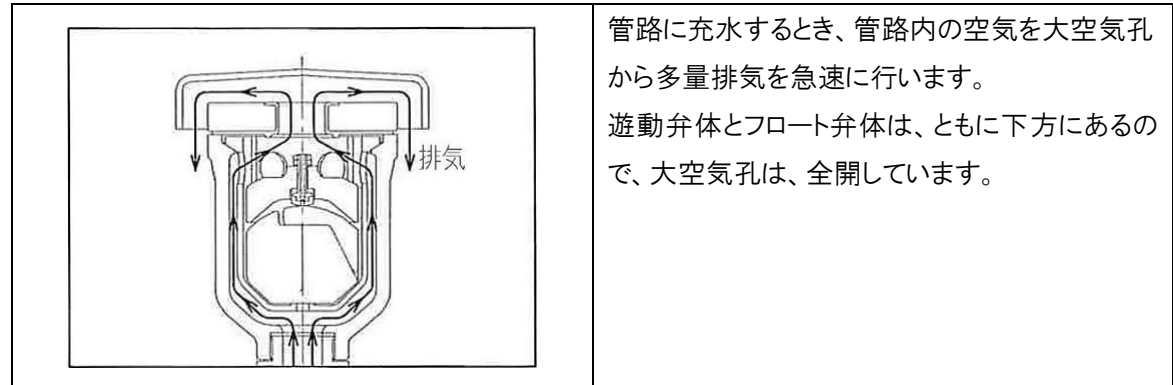 排気
管路に充水するとき、管路内の空気を大空気孔
から多量排気を急速に行います。
遊動弁体とフロート弁体は、ともに下方にあるの
で、大空気孔は、全開しています。